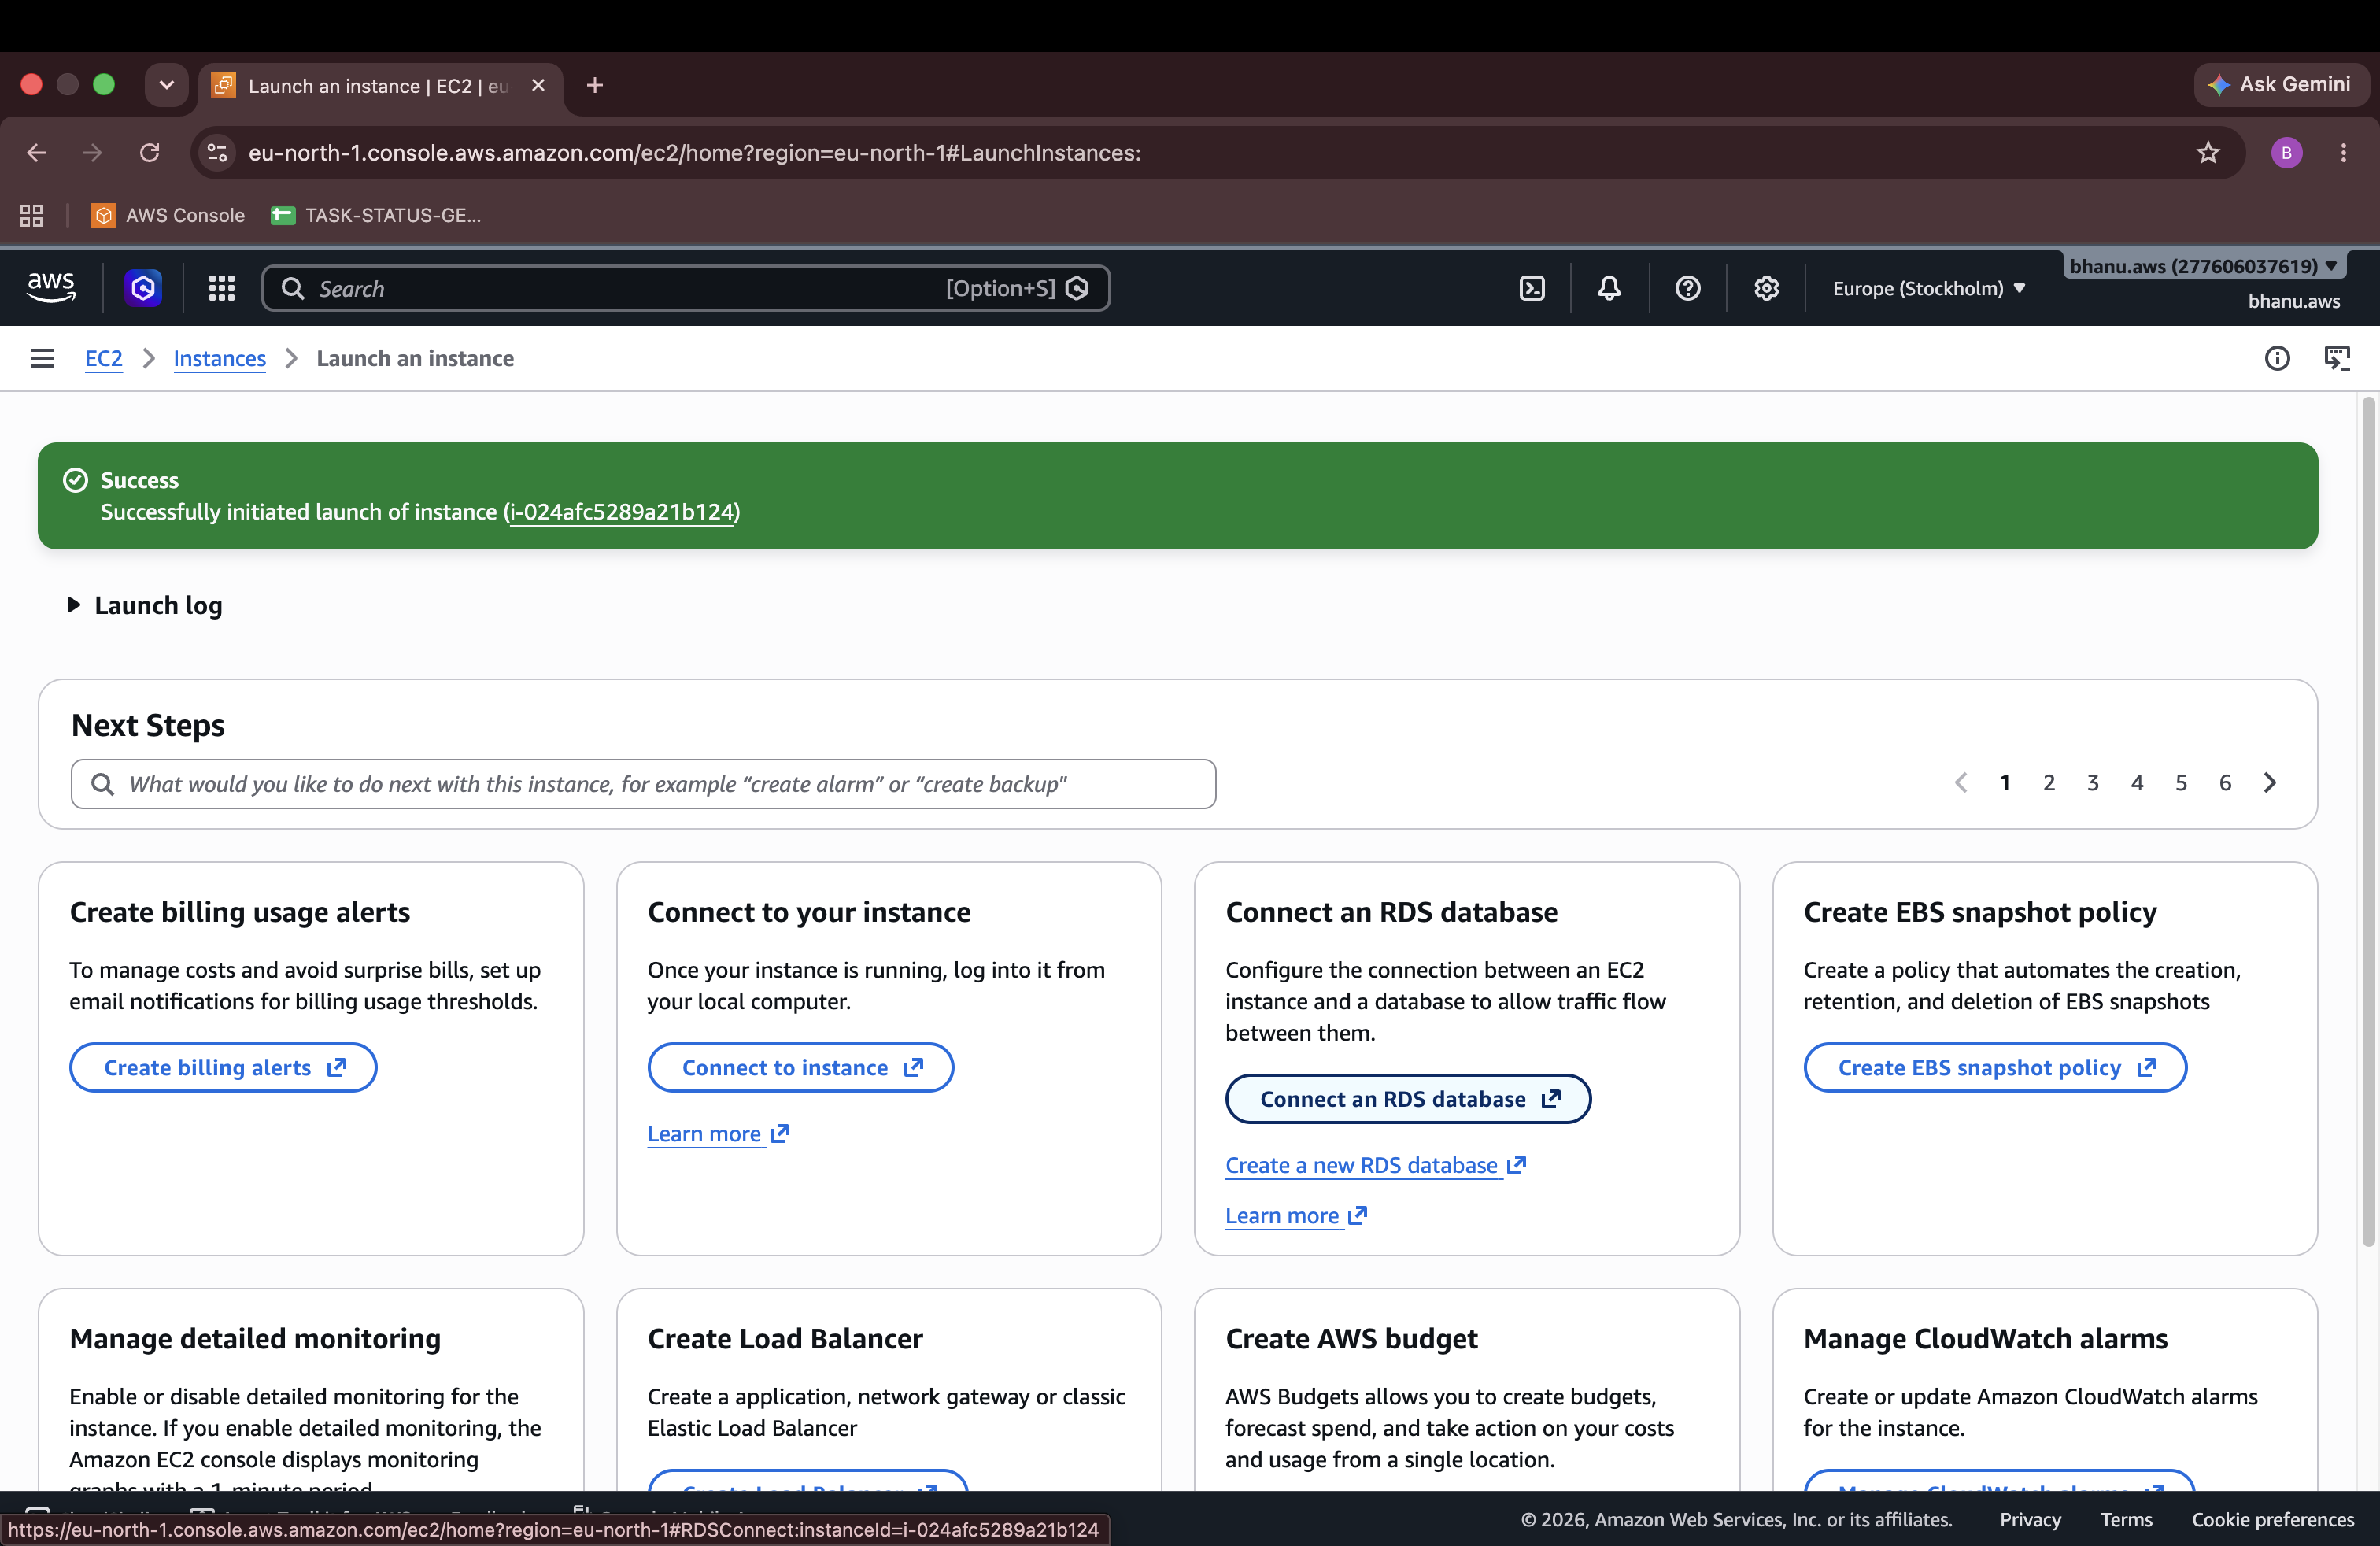 Launch an instance | EC2 | eu
Ask Gemini
eu-north-1.console.aws.amazon.com/ec2/home?region=eu-north-1#LaunchInstances:
B
AWS Console
TASK-STATUS-GE...
aws
Search
[Option+S]
Europe (Stockholm)
bhanu.aws (277606037619)
bhanu.aws
EC2
Instances
Launch an instance
Success
Successfully initiated launch of instance (i-024afc5289a21b124)
Launch log
Next Steps
What would you like to do next with this instance, for example “create alarm” or “create backup"
1 2 3 4 5 6
Create billing usage alerts
To manage costs and avoid surprise bills, set up
email notifications for billing usage thresholds.
Create billing alerts
Connect to your instance
Once your instance is running, log into it from
your local computer.
Connect to instance
Learn more
Connect an RDS database
Configure the connection between an EC2
instance and a database to allow traffic flow
between them.
Connect an RDS database
Create a new RDS database
Learn more
Create EBS snapshot policy
Create a policy that automates the creation,
retention, and deletion of EBS snapshots
Create EBS snapshot policy
Manage detailed monitoring
Enable or disable detailed monitoring for the
instance. If you enable detailed monitoring, the
Amazon EC2 console displays monitoring
graphs with a 1-minute period
Create Load Balancer
Create a application, network gateway or classic
Elastic Load Balancer
Create Load Balancer
Create AWS budget
AWS Budgets allows you to create budgets,
forecast spend, and take action on your costs
and usage from a single location.
Manage CloudWatch alarms
Create or update Amazon CloudWatch alarms
for the instance.
Manage CloudWatch alarms
https://eu-north-1.console.aws.amazon.com/ec2/home?region=eu-north-1#RDSConnect:instanceId=i-024afc5289a21b124
© 2026, Amazon Web Services, Inc. or its affiliates.
Privacy
Terms
Cookie preferences